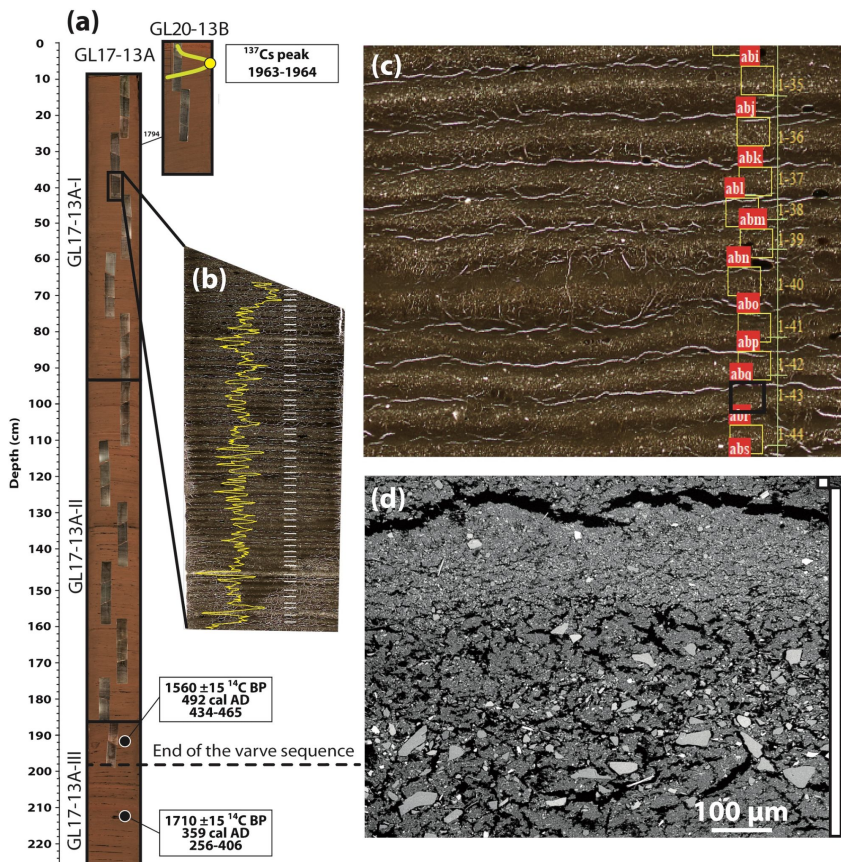 (a)
GL17-13A
GL20-13B
137Cs peak
1963-1964
1794
Depth (cm)
0
10
20
30
40
50
60
70
80
90
100
110
120
130
140
150
160
170
180
190
200
210
220
GL17-13A-I
GL17-13A-II
GL17-13A-III
1560 ±15 14C BP
492 cal AD
434-465
End of the varve sequence
1710 ±15 14C BP
359 cal AD
256-406
(b)
(c)
abi
1-35
abj
1-36
abk
1-37
abl
1-38
abm
1-39
abn
1-40
abo
1-41
abp
1-42
abq
1-43
abr
1-44
abs
(d)
100 µm